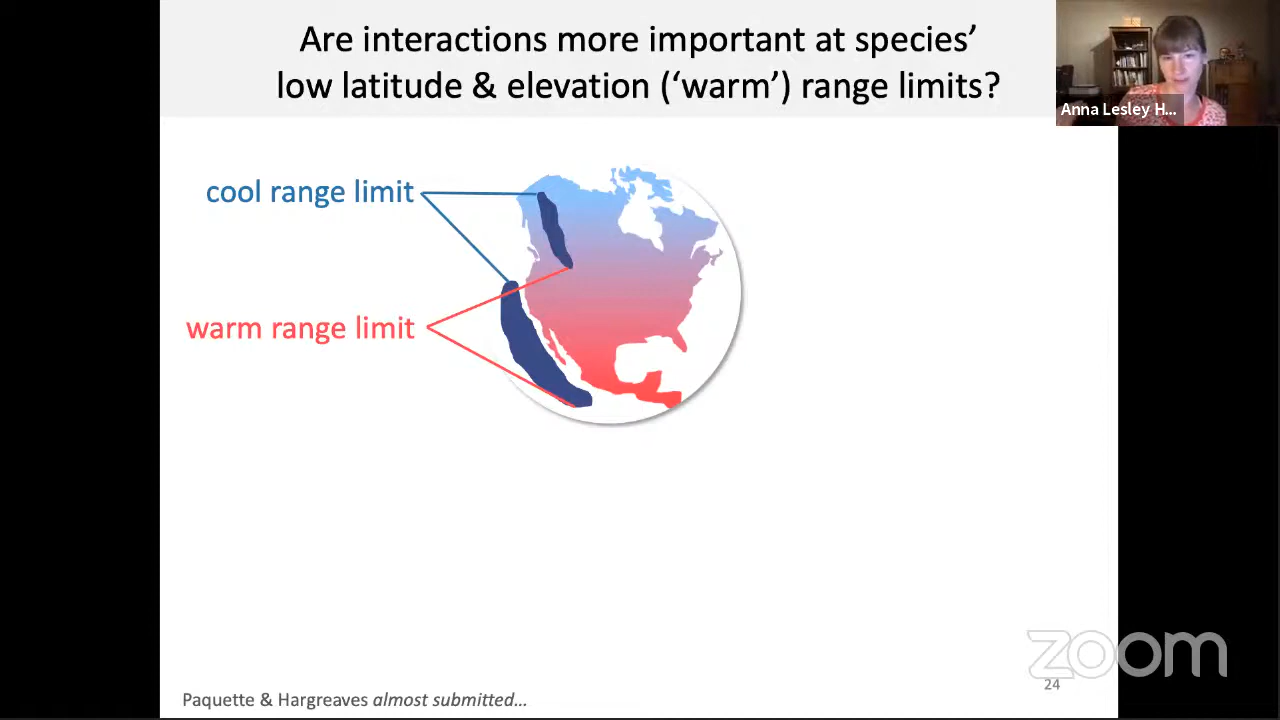 Are interactions more important at species’
low latitude & elevation (‘warm’) range limits?
Anna Lesley H...
cool range limit
warm range limit
zoom
24
Paquette & Hargreaves almost submitted...